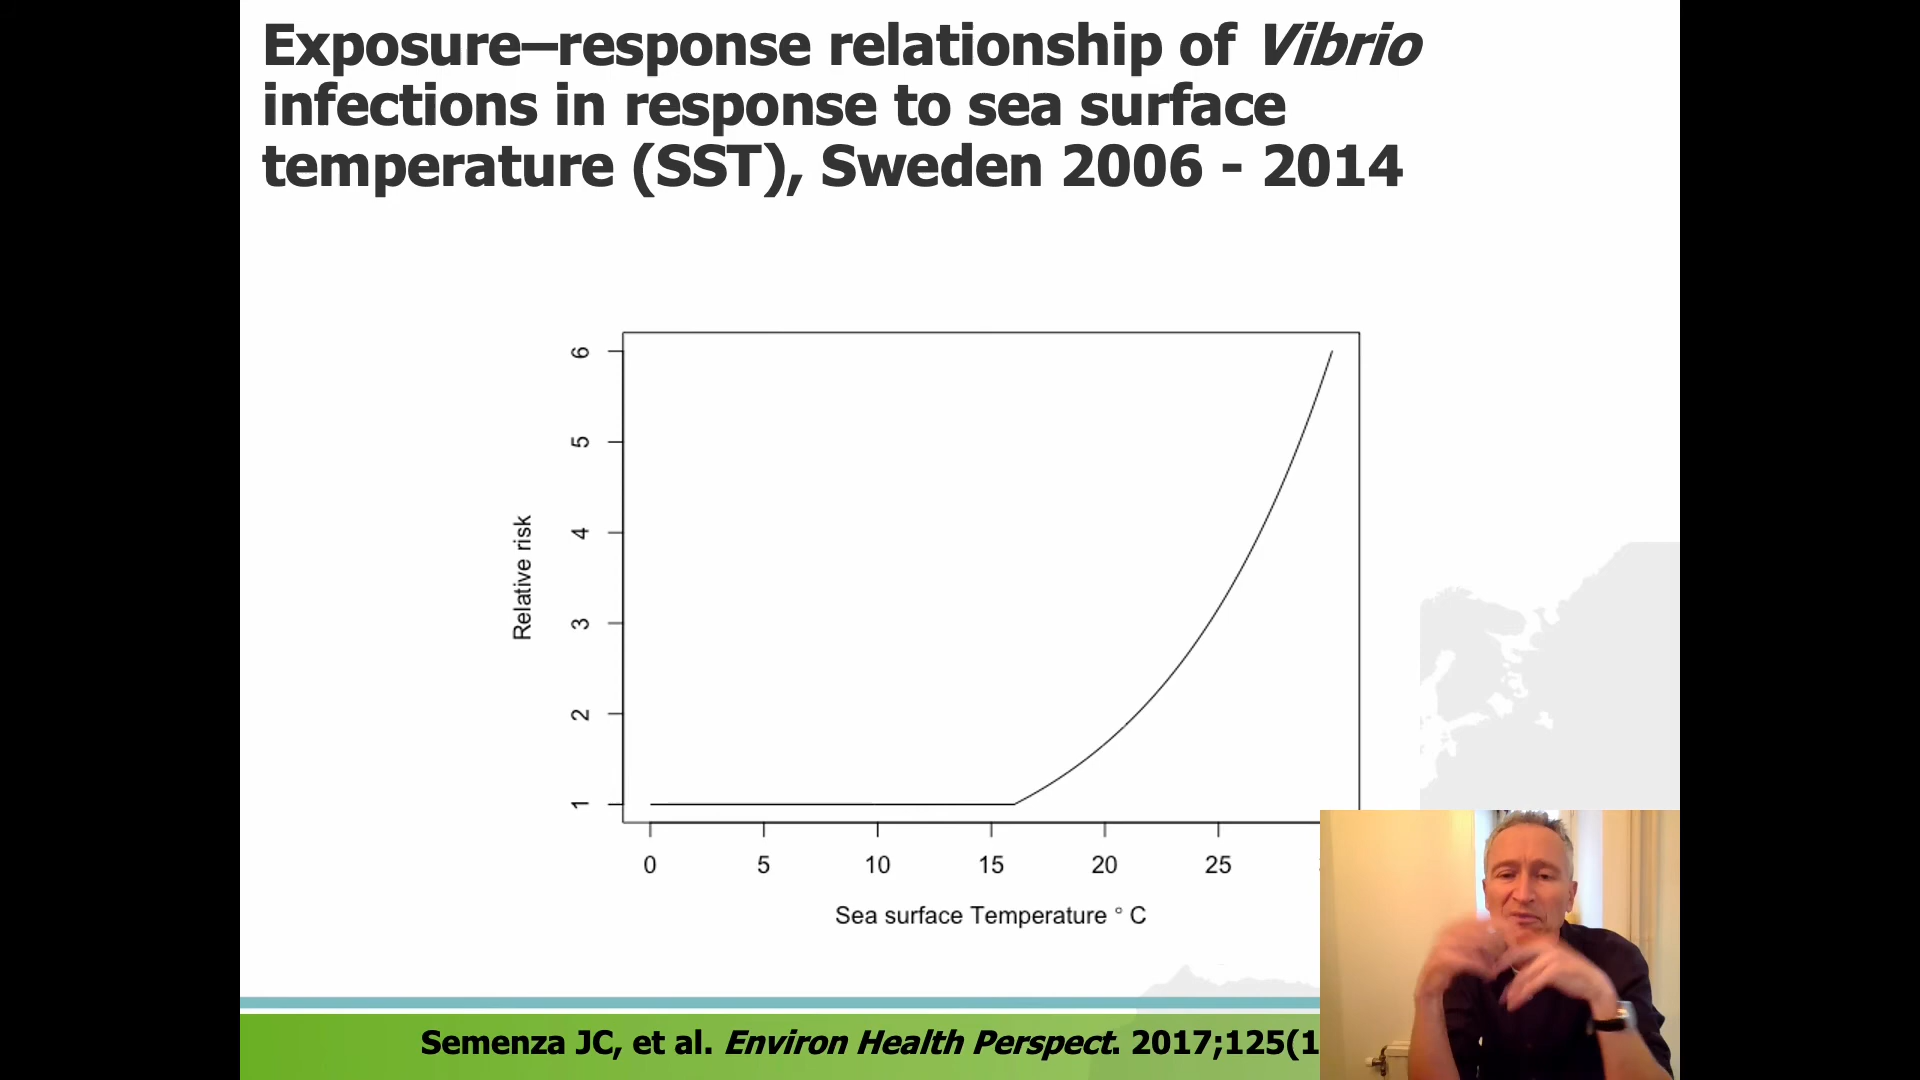 Exposure–response relationship of Vibrio
infections in response to sea surface
temperature (SST), Sweden 2006 - 2014
6
5
4
3
2
1
Relative risk
0 5 10 15 20 25
Sea surface Temperature ° C
Semenza JC, et al. Environ Health Perspect. 2017;125(1